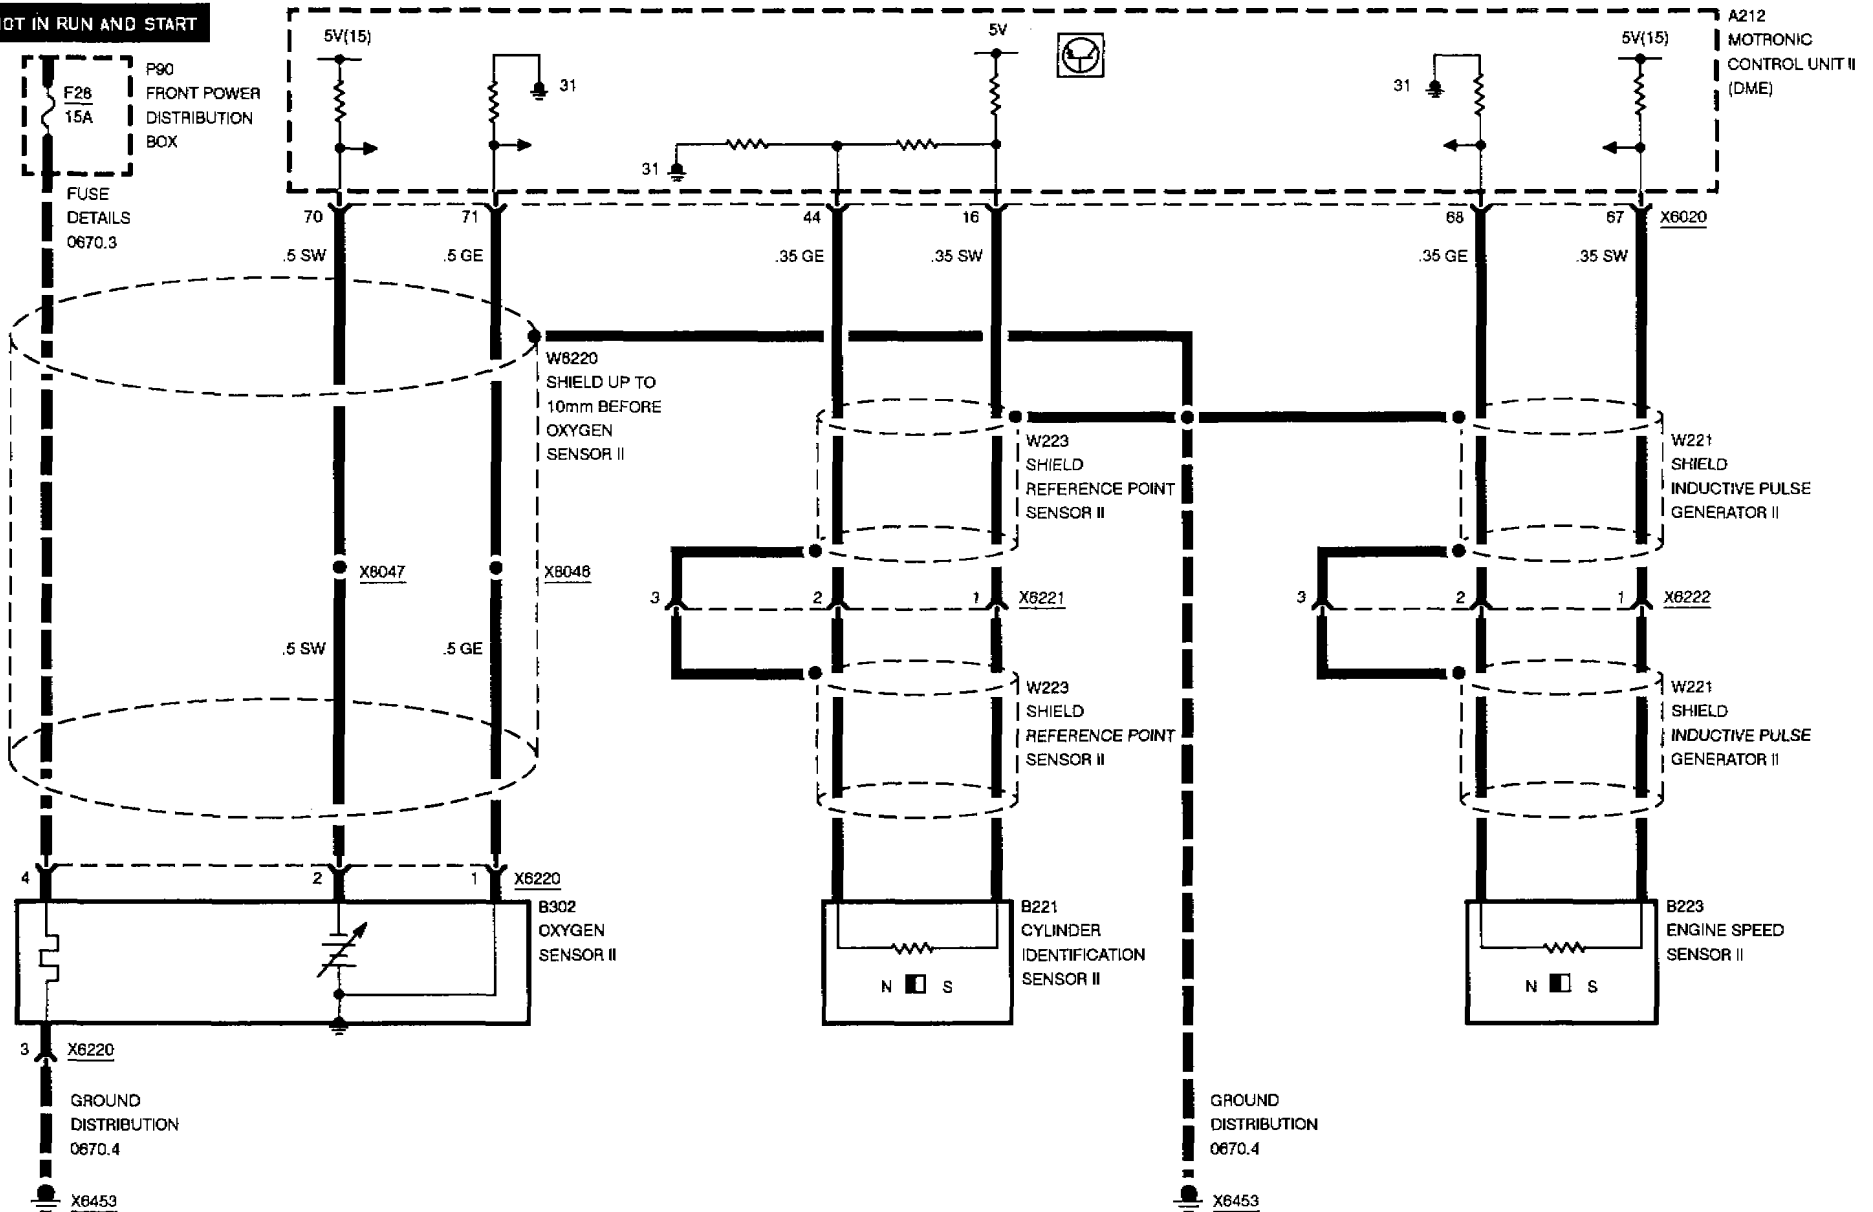 HOT IN RUN AND START
P90
FRONT POWER
DISTRIBUTION
BOX
F28
15A
FUSE
DETAILS
0670.3
5V(15)
31
5V
31
31
5V(15)
A212
MOTRONIC
CONTROL UNIT II
(DME)
70
71
44
16
68
67
X6020
.5 SW
.5 GE
.35 GE
.35 SW
.35 GE
.35 SW
W6220
SHIELD UP TO
10mm BEFORE
OXYGEN
SENSOR II
W223
SHIELD
REFERENCE POINT
SENSOR II
W221
SHIELD
INDUCTIVE PULSE
GENERATOR II
X6047
X6048
3
2
1
X6221
3
2
1
X6222
.5 SW
.5 GE
W223
SHIELD
REFERENCE POINT
SENSOR II
W221
SHIELD
INDUCTIVE PULSE
GENERATOR II
4
2
1
X6220
B302
OXYGEN
SENSOR II
B221
CYLINDER
IDENTIFICATION
SENSOR II
N S
B223
ENGINE SPEED
SENSOR II
N S
3
X6220
GROUND
DISTRIBUTION
0670.4
X6453
GROUND
DISTRIBUTION
0670.4
X6453